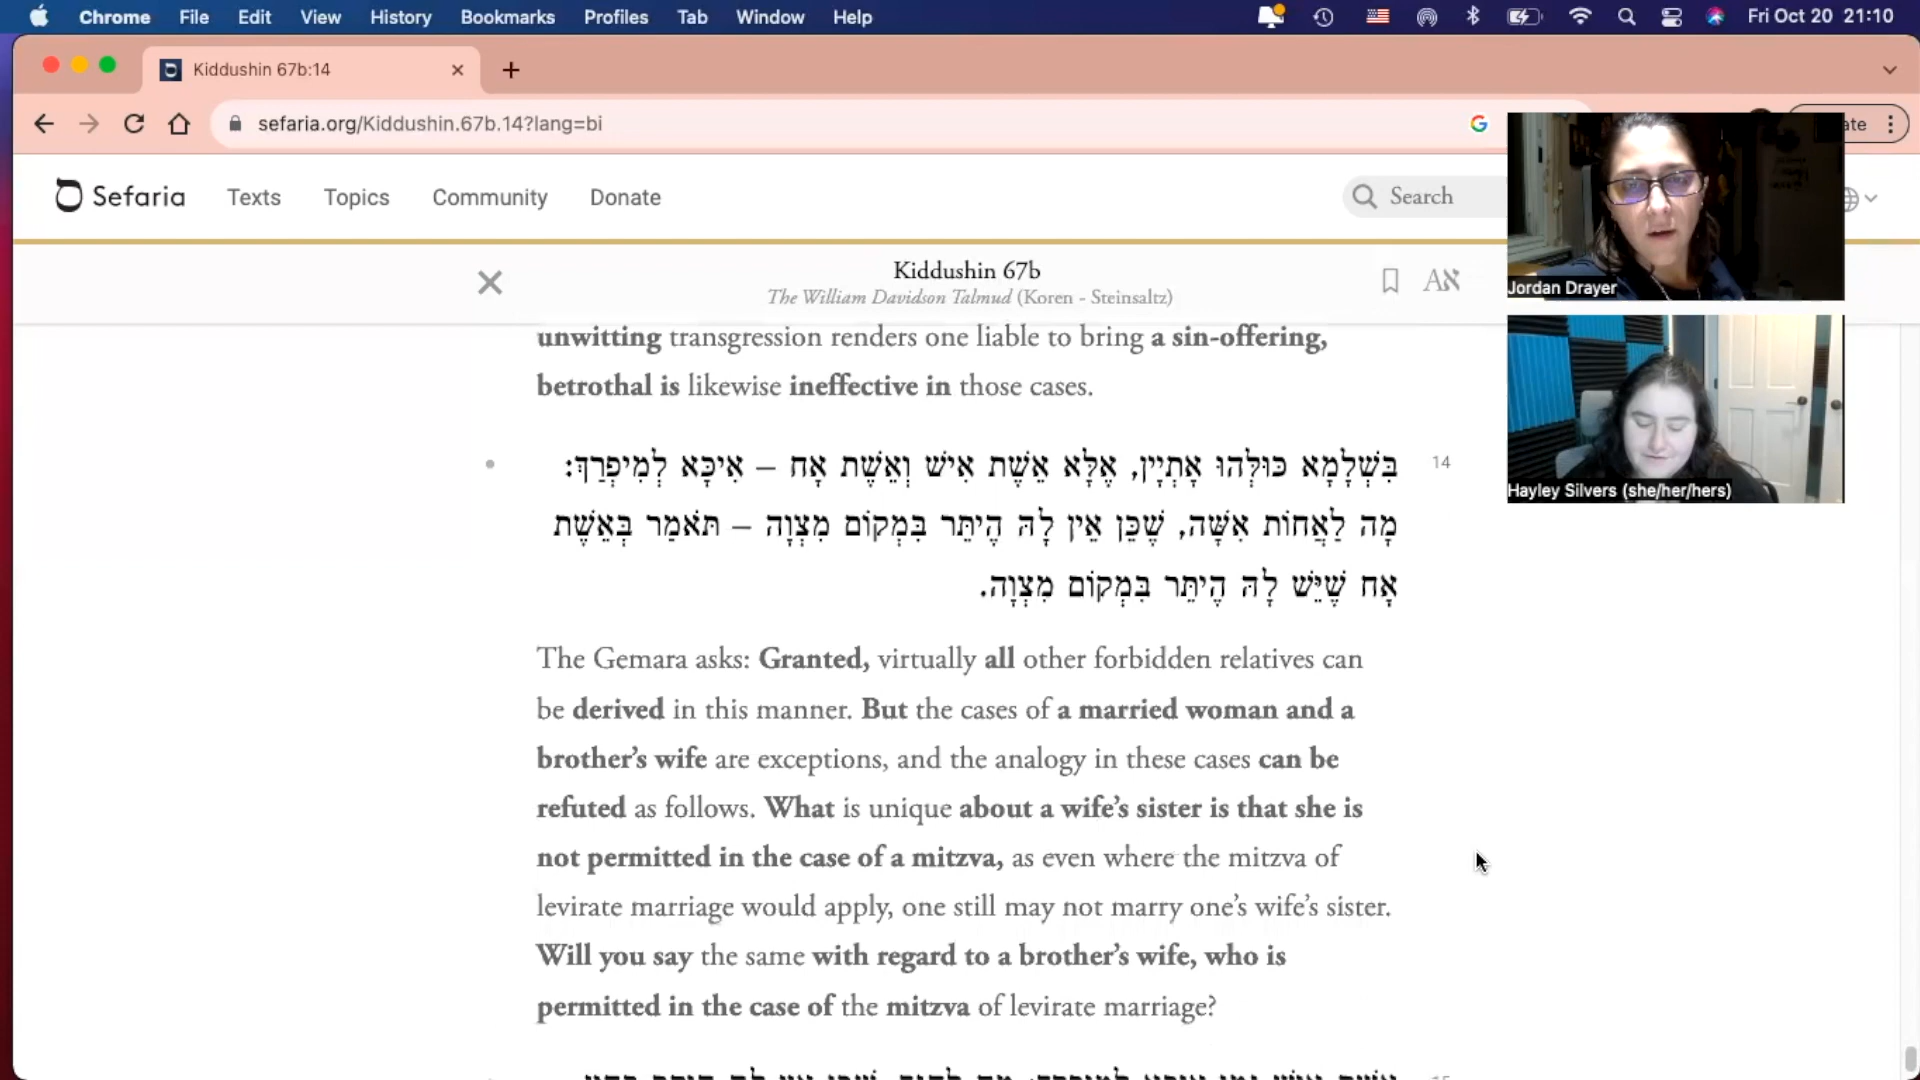 Chrome File Edit View History Bookmarks Profiles Tab Window Help Fri Oct 20 21:10
Kiddushin 67b:14
sefaria.org/Kiddushin.67b.14?lang=bi
Sefaria Texts Topics Community Donate Search
Kiddushin 67b
The William Davidson Talmud (Koren - Steinsaltz)
Jordan Drayer
Hayley Silvers (she/her/hers)
unwitting transgression renders one liable to bring a sin-offering,
betrothal is likewise ineffective in those cases.
14
בִּשְׁלָמָא כּוּלְּהוּ אָתְיָין, אֶלָּא אֵשֶׁת אִישׁ וְאֵשֶׁת אָח – אִיכָּא לְמִיפְרַךְ:
מָה לַאֲחוֹת אִשָּׁה, שֶׁכֵּן אֵין לָהּ הֶיתֵּר בִּמְקוֹם מִצְוָה – תֹּאמַר בְּאֵשֶׁת
אָח שֶׁיֵּשׁ לָהּ הֶיתֵּר בִּמְקוֹם מִצְוָה.
The Gemara asks: Granted, virtually all other forbidden relatives can
be derived in this manner. But the cases of a married woman and a
brother’s wife are exceptions, and the analogy in these cases can be
refuted as follows. What is unique about a wife’s sister is that she is
not permitted in the case of a mitzva, as even where the mitzva of
levirate marriage would apply, one still may not marry one’s wife’s sister.
Will you say the same with regard to a brother’s wife, who is
permitted in the case of the mitzva of levirate marriage?